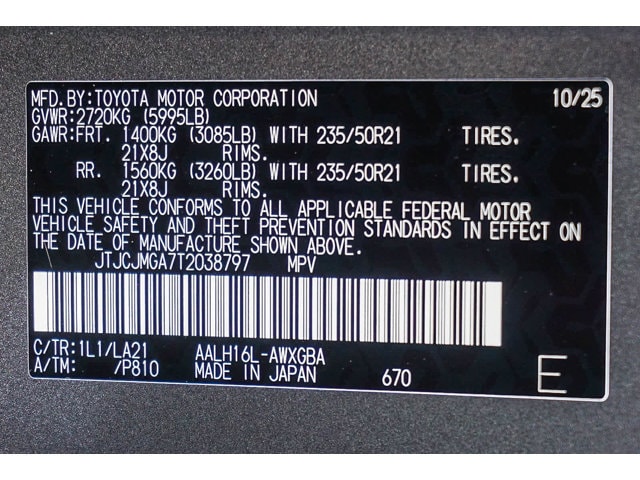 MFD.BY:TOYOTA MOTOR CORPORATION 10/25
GVWR:2720KG (5995LB)
GAWR:FRT. 1400KG (3085LB) WITH 235/50R21 TIRES.
21X8J RIMS.
RR. 1560KG (3260LB) WITH 235/50R21 TIRES.
21X8J RIMS.
THIS VEHICLE CONFORMS TO ALL APPLICABLE FEDERAL MOTOR
VEHICLE SAFETY AND THEFT PREVENTION STANDARDS IN EFFECT ON
THE DATE OF MANUFACTURE SHOWN ABOVE.
JTJCJMGA7T2038797 MPV
C/TR:1L1/LA21 AALH16L-AWXGBA
A/TM: /P810 MADE IN JAPAN 670 E